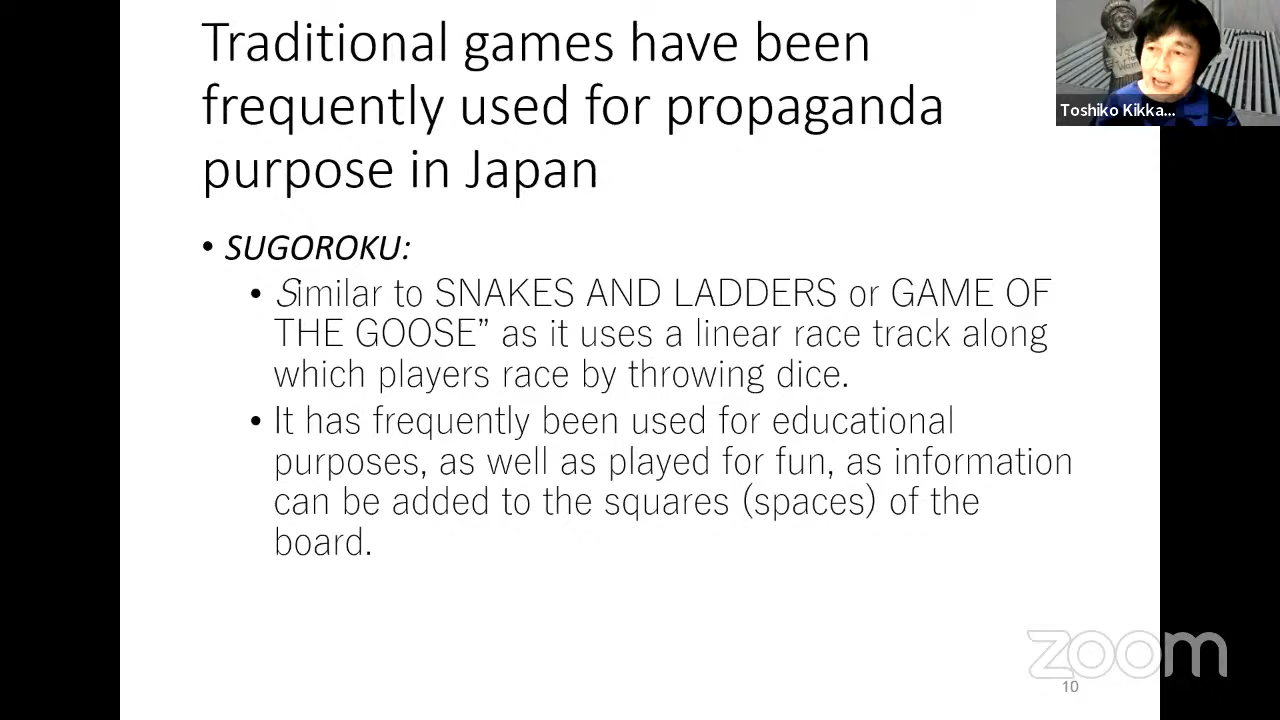 Traditional games have been
frequently used for propaganda
purpose in Japan
• SUGOROKU:
• Similar to SNAKES AND LADDERS or GAME OF
THE GOOSE” as it uses a linear race track along
which players race by throwing dice.
• It has frequently been used for educational
purposes, as well as played for fun, as information
can be added to the squares (spaces) of the
board.
Toshiko Kikka...
zoom
10